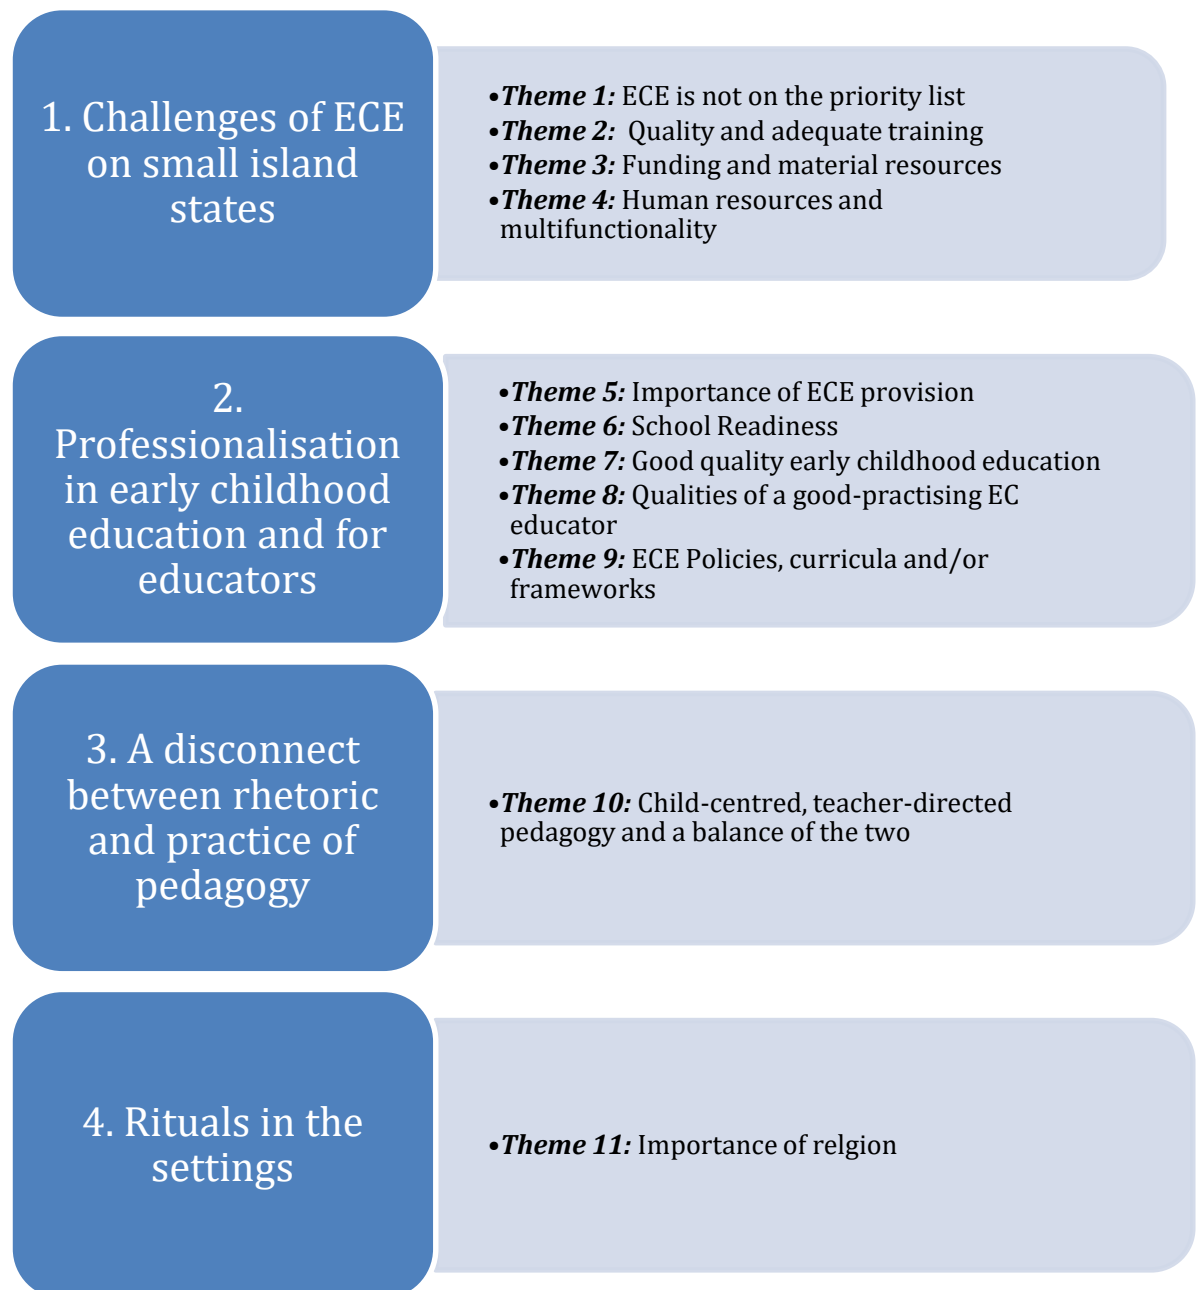 1. Challenges of ECE
on small island
states
•Theme 1: ECE is not on the priority list
•Theme 2:  Quality and adequate training
•Theme 3: Funding and material resources
•Theme 4: Human resources and
multifunctionality
2.
Professionalisation
in early childhood
education and for
educators
•Theme 5: Importance of ECE provision
•Theme 6: School Readiness
•Theme 7: Good quality early childhood education
•Theme 8: Qualities of a good-practising EC
educator
•Theme 9: ECE Policies, curricula and/or
frameworks
3. A disconnect
between rhetoric
and practice of
pedagogy
•Theme 10: Child-centred, teacher-directed
pedagogy and a balance of the two
4. Rituals in the
settings
•Theme 11: Importance of relgion